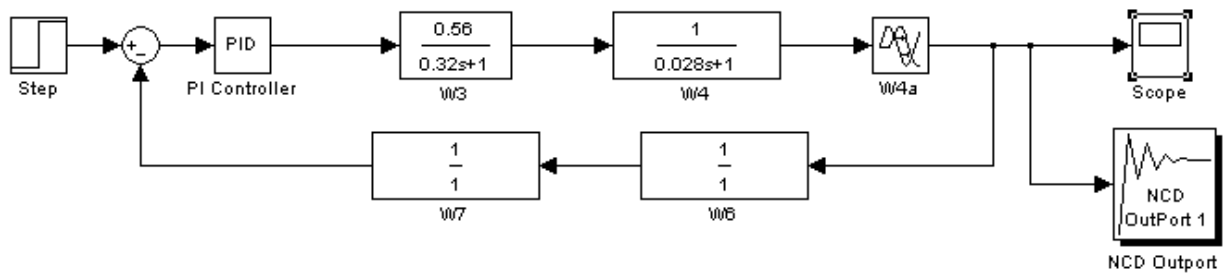 Step
+
−
PID
PI Controller
0.56
0.32s+1
W3
1
0.028s+1
W4
W4a
Scope
1
1
W7
1
1
W6
NCD
OutPort 1
NCD Outport